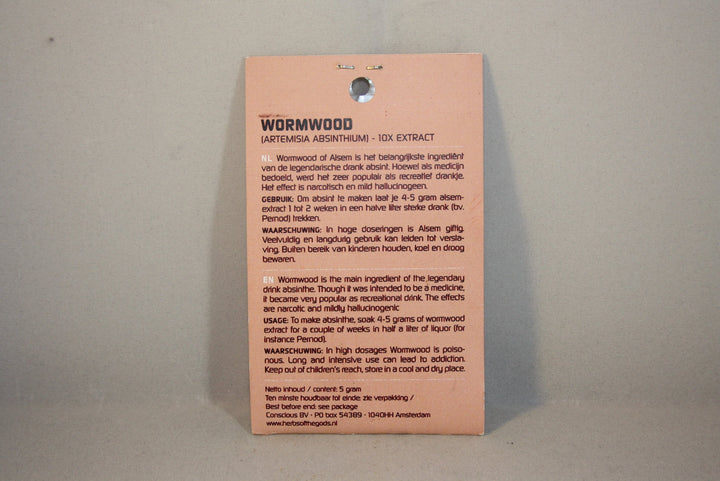 WORMWOOD
(ARTEMISIA ABSINTHIUM) - 10X EXTRACT
NL Wormwood of Alsem is het belangrijkste ingrediënt
van de legendarische drank absint. Hoewel als medicijn
bedoeld, werd het zeer populair als recreatief drankje.
Het effect is narcotisch en mild hallucinogeen.
GEBRUIK: Om absint te maken laat je 4-5 gram alsem-
extract 1 tot 2 weken in een halve liter sterke drank (bv.
Pernod) trekken.
WAARSCHUWING: In hoge doseringen is Alsem giftig.
Veelvuldig en langdurig gebruik kan leiden tot versla-
ving. Buiten bereik van kinderen houden, koel en droog
bewaren.
EN Wormwood is the main ingredient of the legendary
drink absinthe. Though it was intended to be a medicine,
it became very popular as recreational drink. The effects
are narcotic and mildly hallucinogenic
USAGE: To make absinthe, soak 4-5 grams of wormwood
extract for a couple of weeks in half a liter of liquor (for
instance Pernod).
WAARSCHUWING: In high dosages Wormwood is poiso-
nous. Long and intensive use can lead to addiction.
Keep out of children's reach, store in a cool and dry place.
Netto inhoud / content: 5 gram
Ten minste houdbaar tot einde: zie verpakking /
Best before end: see package
Conscious BV • PO box 54389 - 1040HH Amsterdam
www.herbsofthegods.nl